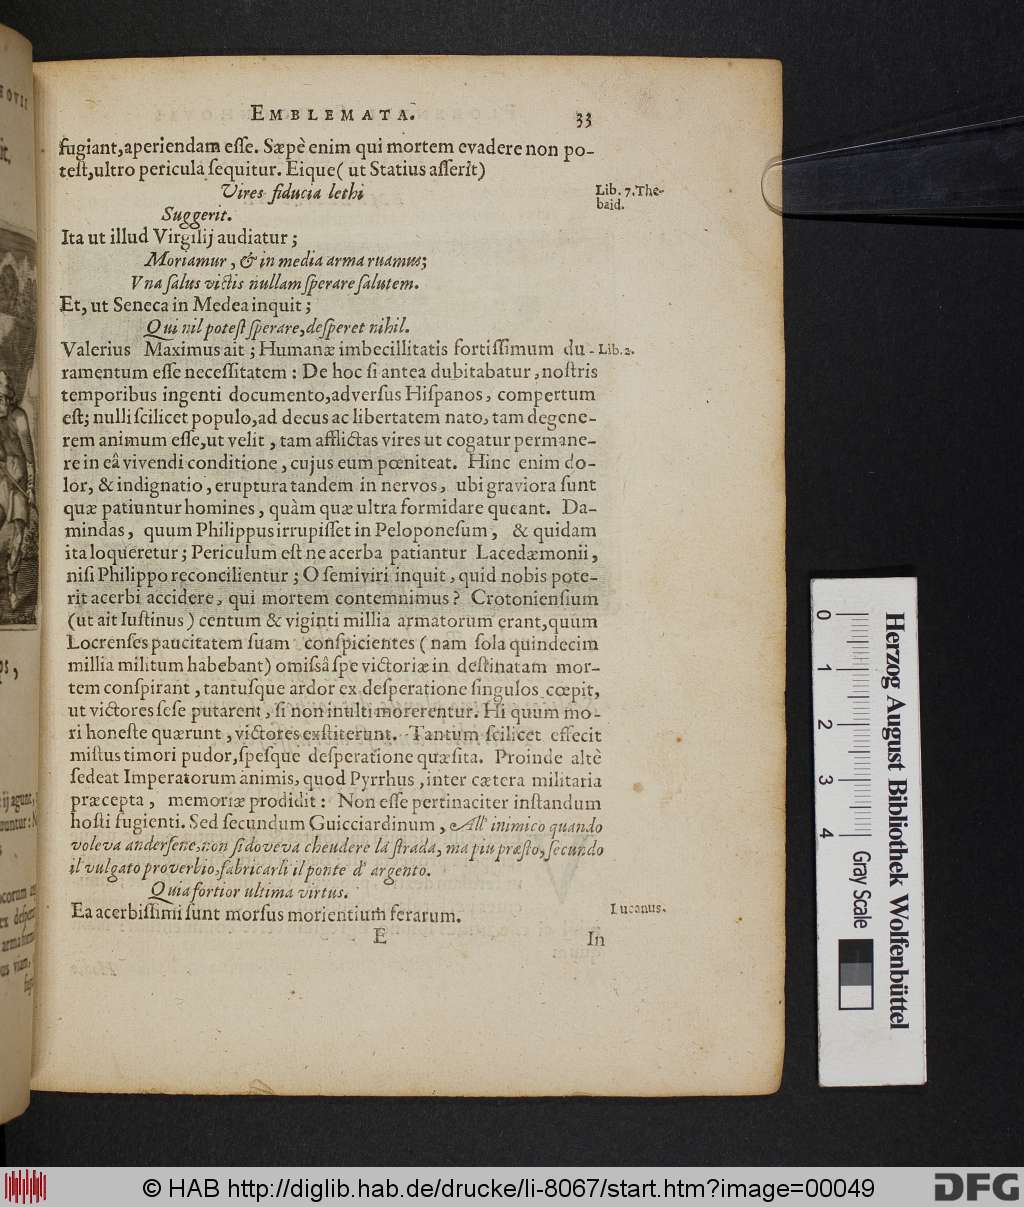 EMBLEMATA. 33
fugiant,aperiendam eſſe. Sæpè enim qui mortem evadere non po-
teſt,ultro pericula ſequitur. Eique ( ut Statius aſſerit)
Vires fiducia lethi
Lib. 7. The-
baid.
Suggerit.
Ita ut illud Virgilij audiatur ;
Moriamur , & in media arma ruamus;
Vna ſalus victis nullam ſperare ſalutem.
Et, ut Seneca in Medea inquit ;
Qui nil poteſt ſperare, deſperet nihil.
Valerius Maximus ait ; Humanæ imbecillitatis fortiſſimum du-
Lib. 2.
ramentum eſſe neceſſitatem : De hoc ſi antea dubitabatur , noſtris
temporibus ingenti documento,adverſus Hiſpanos, compertum
eſt; nulli ſcilicet populo,ad decus ac libertatem nato, tam degene-
rem animum eſſe,ut velit , tam afflictas vires ut cogatur permane-
re in eâ vivendi conditione , cujus eum pœniteat. Hinc enim do-
lor, & indignatio , eruptura tandem in nervos, ubi graviora ſunt
quæ patiuntur homines , quàm quæ ultra formidare queant. Da-
mindas, quum Philippus irrupiſſet in Peloponeſum, & quidam
ita loqueretur ; Periculum eſt ne acerba patiantur Lacedæmonii,
niſi Philippo reconcilientur ; O ſemiviri inquit , quid nobis pote-
rit acerbi accidere, qui mortem contemnimus? Crotonienſium
(ut ait Iuſtinus ) centum & viginti millia armatorum erant,quum
Locrenſes paucitatem ſuam conſpicientes ( nam ſola quindecim
millia militum habebant) omiſsâ ſpe victoriæ in deſtinatam mor-
tem conſpirant , tantuſque ardor ex deſperatione ſingulos cœpit,
ut victores ſeſe putarent, ſi non inulti morerentur. Hi quum mo-
ri honeſte quærunt , victores exſtiterunt. Tantum ſcilicet effecit
miſtus timori pudor,ſpeſque deſperatione quæſita. Proinde altè
ſedeat Imperatorum animis, quod Pyrrhus , inter cætera militaria
præcepta, memoriæ prodidit: Non eſſe pertinaciter inſtandum
hoſti fugienti. Sed ſecundum Guicciardinum , All' inimico quando
voleva anderſene, non ſi doveva cheudere la ſtrada, ma piu præſto, ſecundo
il vulgato proverbio, fabricarli il ponte d' argento.
Quia fortior ultima virtus.
Ea acerbiſſimi ſunt morſus morientium ferarum.
Lucanus.
E In
0 1 2 3 4
Herzog August Bibliothek Wolfenbüttel
Gray Scale
© HAB http://diglib.hab.de/drucke/li-8067/start.htm?image=00049
DFG